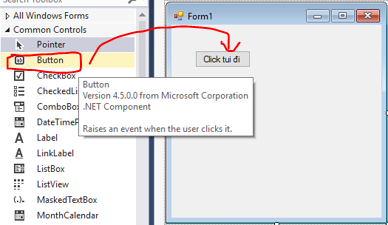 All Windows Forms
Common Controls
Pointer
Button
CheckBox
CheckedLi
ComboBo
DateTimeP
Label
LinkLabel
ListBox
ListView
MaskedTextBox
MonthCalendar
Button
Version 4.5.0.0 from Microsoft Corporation
.NET Component
Raises an event when the user clicks it.
Form1
Click tui đi